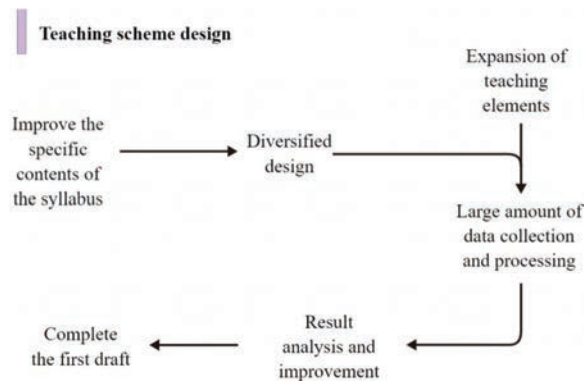 Teaching scheme design
Expansion of
teaching
elements
Improve the
specific
contents of
the syllabus
Diversified
design
Large amount of
data collection
and processing
Result
analysis and
improvement
Complete
the first draft